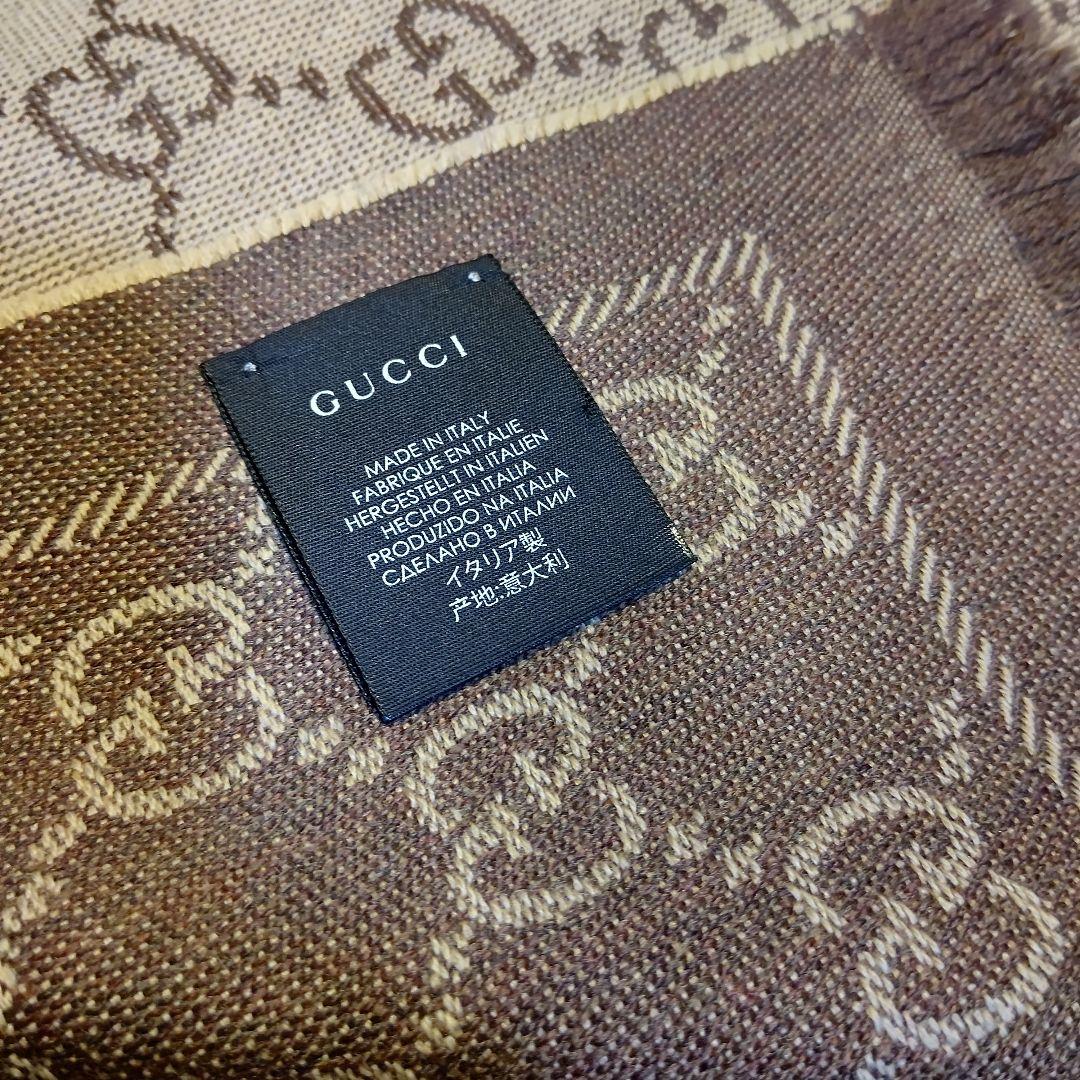 GUCCI
MADE IN ITALY
FABRIQUE EN ITALIE
HERGESTELLT IN ITALIEN
HECHO EN ITALIA
PRODUZIDO NA ITALIA
СДЕЛАНО В ИТАЛИИ
イタリア製
产地:意大利